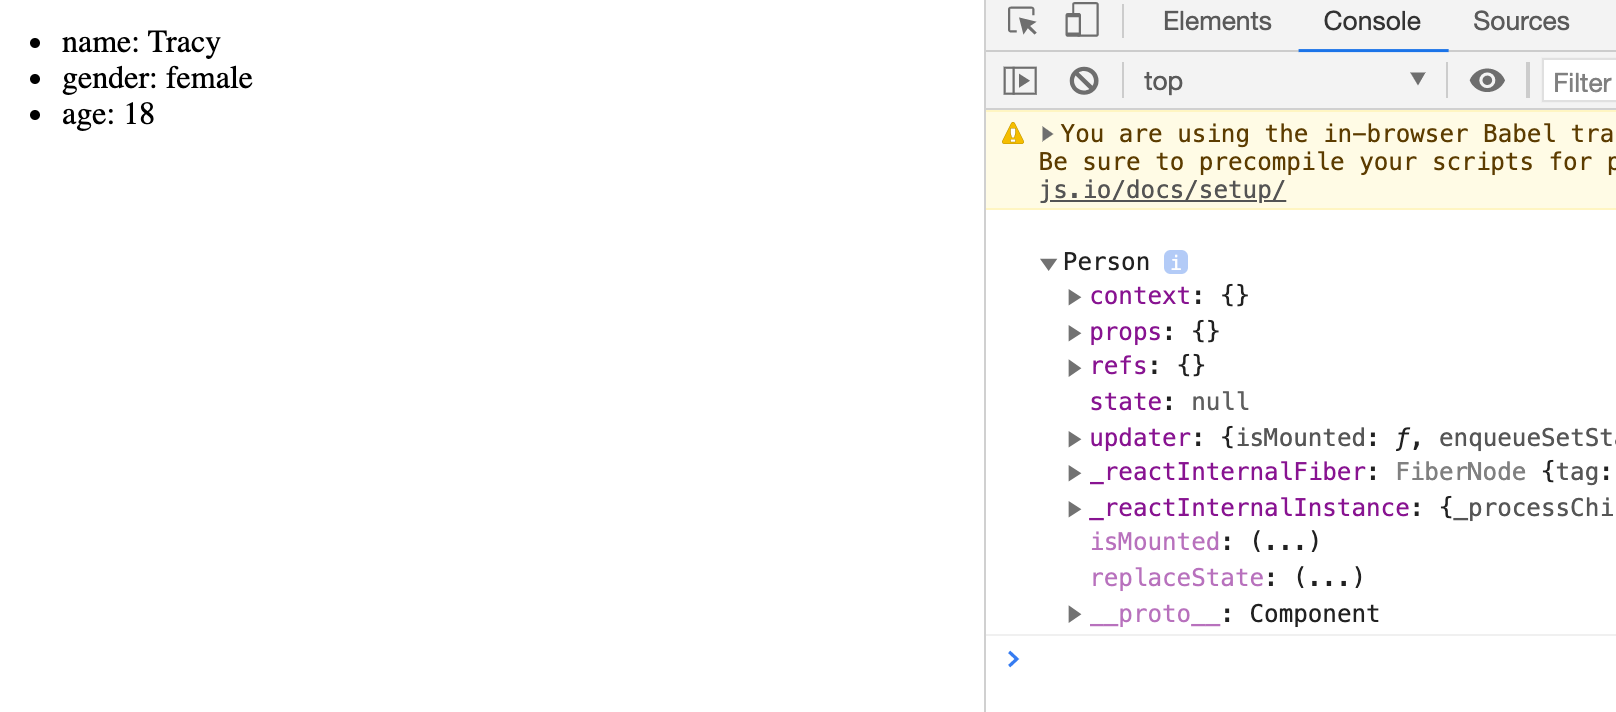 name: Tracy
gender: female
age: 18
Elements Console Sources
top Filter
You are using the in-browser Babel tra
Be sure to precompile your scripts for p
js.io/docs/setup/
Person i
context: {}
props: {}
refs: {}
state: null
updater: {isMounted: ƒ, enqueueSetSta
_reactInternalFiber: FiberNode {tag:
_reactInternalInstance: {_processChi
isMounted: (...)
replaceState: (...)
__proto__: Component